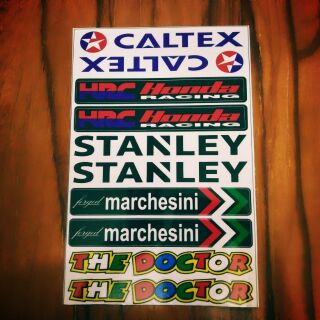 CALTEX
CALTEX
HRC Honda
RACING
HRC Honda
RACING
STANLEY
STANLEY
forged marchesini
forged marchesini
THE DOCTOR
THE DOCTOR